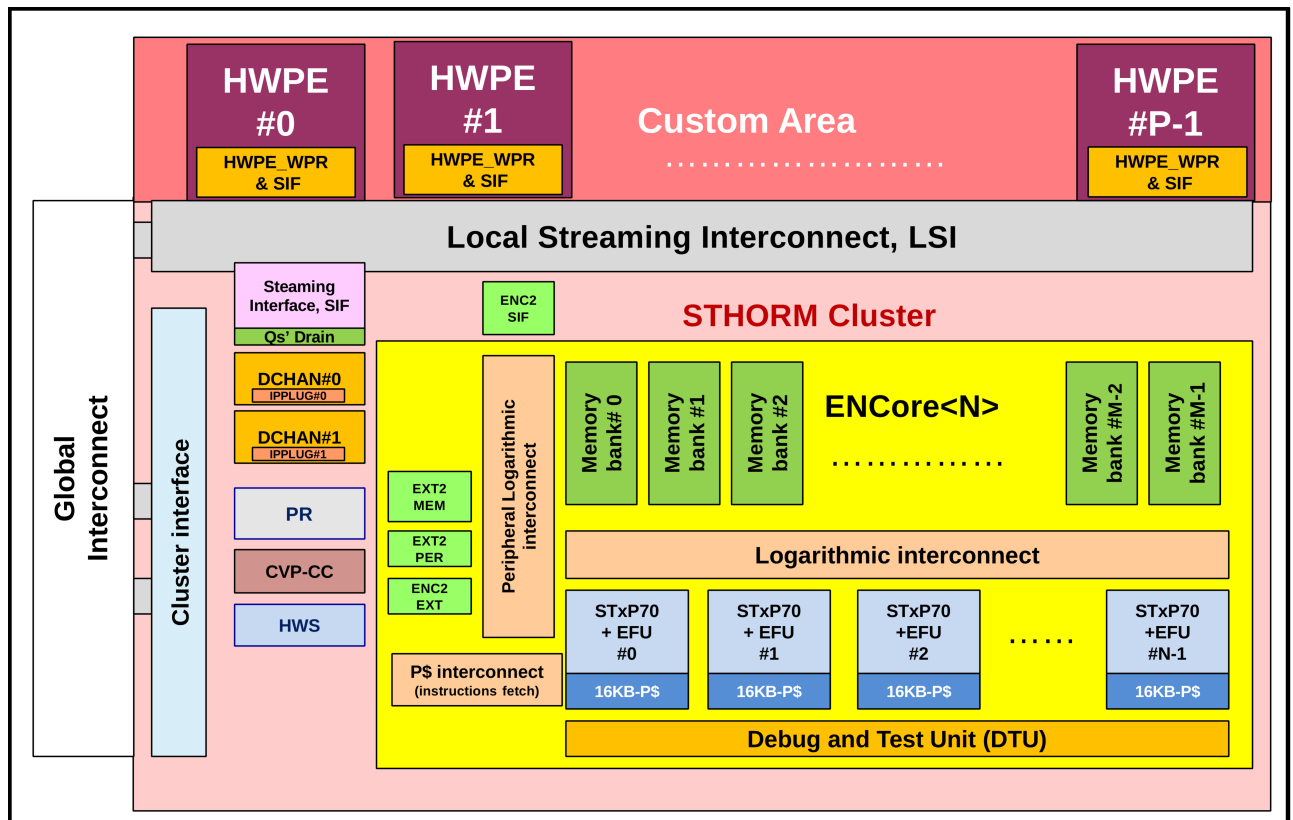 HWPE
#0
HWPE_WPR
& SIF
HWPE
#1
HWPE_WPR
& SIF
Custom Area
........................
HWPE
#P-1
HWPE_WPR
& SIF
Local Streaming Interconnect, LSI
Global
Interconnect
Cluster interface
Steaming
Interface, SIF
Qs’ Drain
DCHAN#0
IPPLUG#0
DCHAN#1
IPPLUG#1
PR
CVP-CC
HWS
ENC2
SIF
STHORM Cluster
EXT2
MEM
EXT2
PER
ENC2
EXT
Peripheral Logarithmic
interconnect
P$ interconnect
(instructions fetch)
Memory
bank# 0
Memory
bank #1
Memory
bank #2
ENCore<N>
...............
Memory
bank #M-2
Memory
bank #M-1
Logarithmic interconnect
STxP70
+ EFU
#0
16KB-P$
STxP70
+ EFU
#1
16KB-P$
STxP70
+EFU
#2
16KB-P$
......
STxP70
+EFU
#N-1
16KB-P$
Debug and Test Unit (DTU)